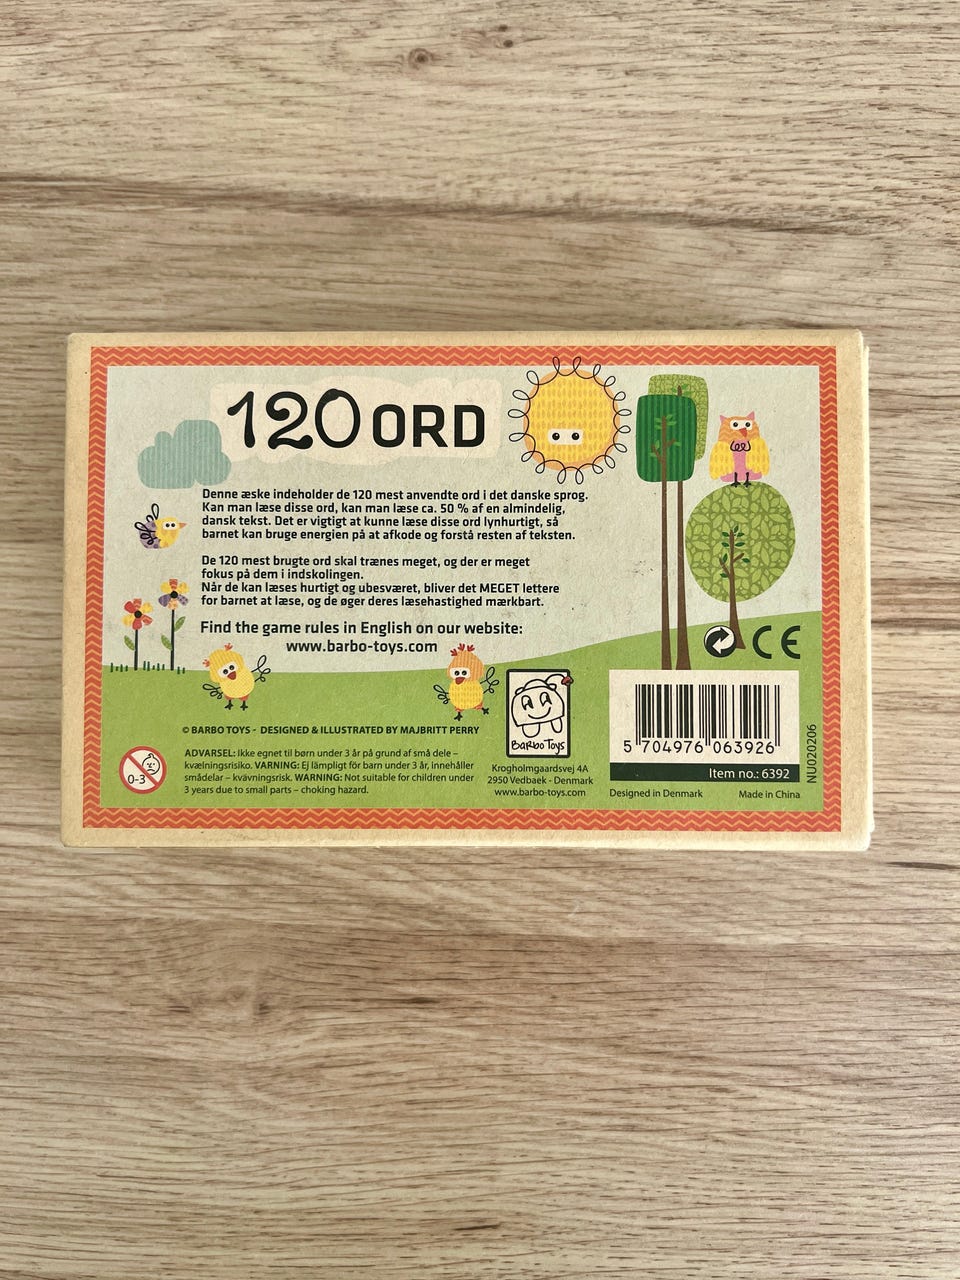 120 ORD
Denne æske indeholder de 120 mest anvendte ord i det danske sprog.
Kan man læse disse ord, kan man læse ca. 50 % af en almindelig,
dansk tekst. Det er vigtigt at kunne læse disse ord lynhurtigt, så
barnet kan bruge energien på at afkode og forstå resten af teksten.
De 120 mest brugte ord skal trænes meget, og der er meget
fokus på dem i indskolingen.
Når de kan læses hurtigt og ubesværet, bliver det MEGET lettere
for barnet at læse, og de øger deres læsehastighed mærkbart.
Find the game rules in English on our website:
www.barbo-toys.com
CE
© BARBO TOYS - DESIGNED & ILLUSTRATED BY MAJBRITT PERRY
0-3
ADVARSEL: Ikke egnet til børn under 3 år på grund af små dele –
kvælningsrisiko. VARNING: Ej lämpligt för barn under 3 år, innehåller
smådelar – kvävningsrisk. WARNING: Not suitable for children under
3 years due to small parts – choking hazard.
Barbo Toys
Krogholmgaardsvej 4A
2950 Vedbaek - Denmark
www.barbo-toys.com
5 704976 063926
Item no.: 6392
Designed in Denmark Made in China
NU020206